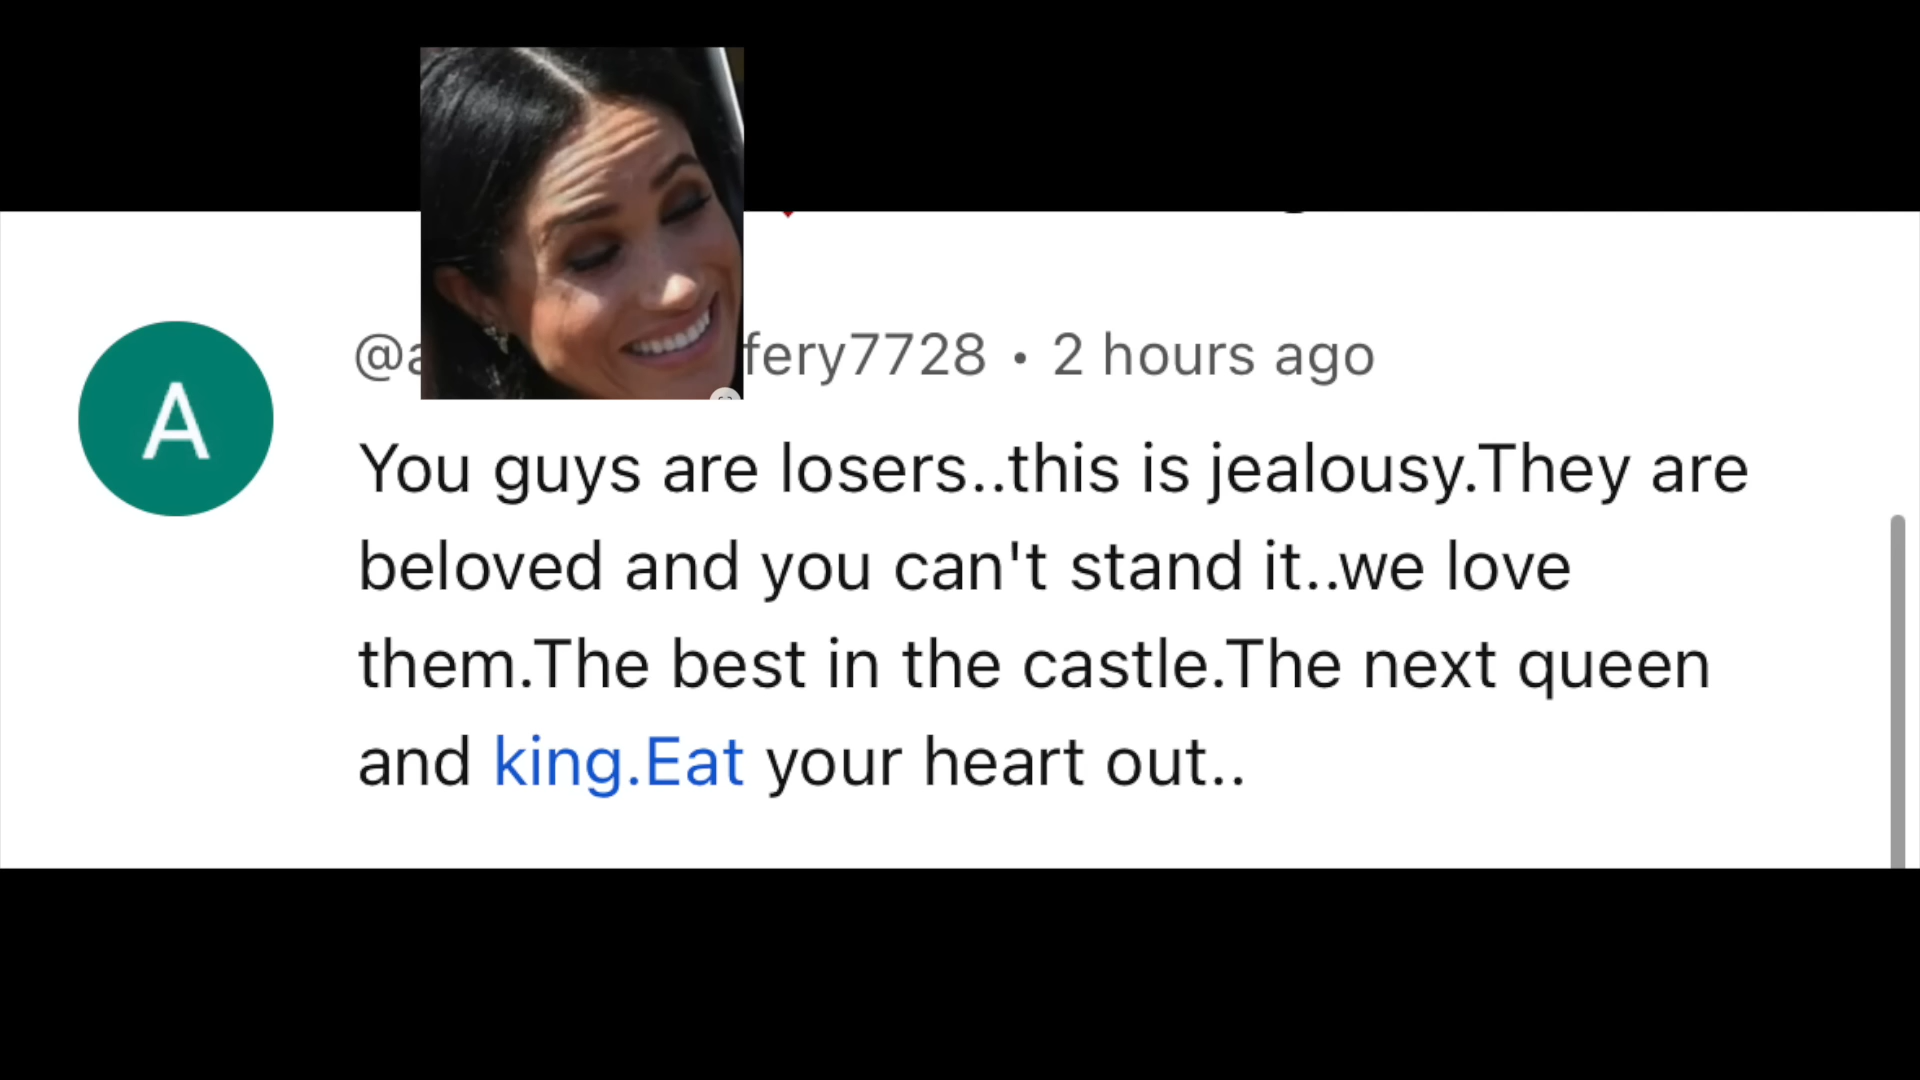 A
@a fery7728 • 2 hours ago
You guys are losers..this is jealousy.They are
beloved and you can't stand it..we love
them.The best in the castle.The next queen
and king.Eat your heart out..